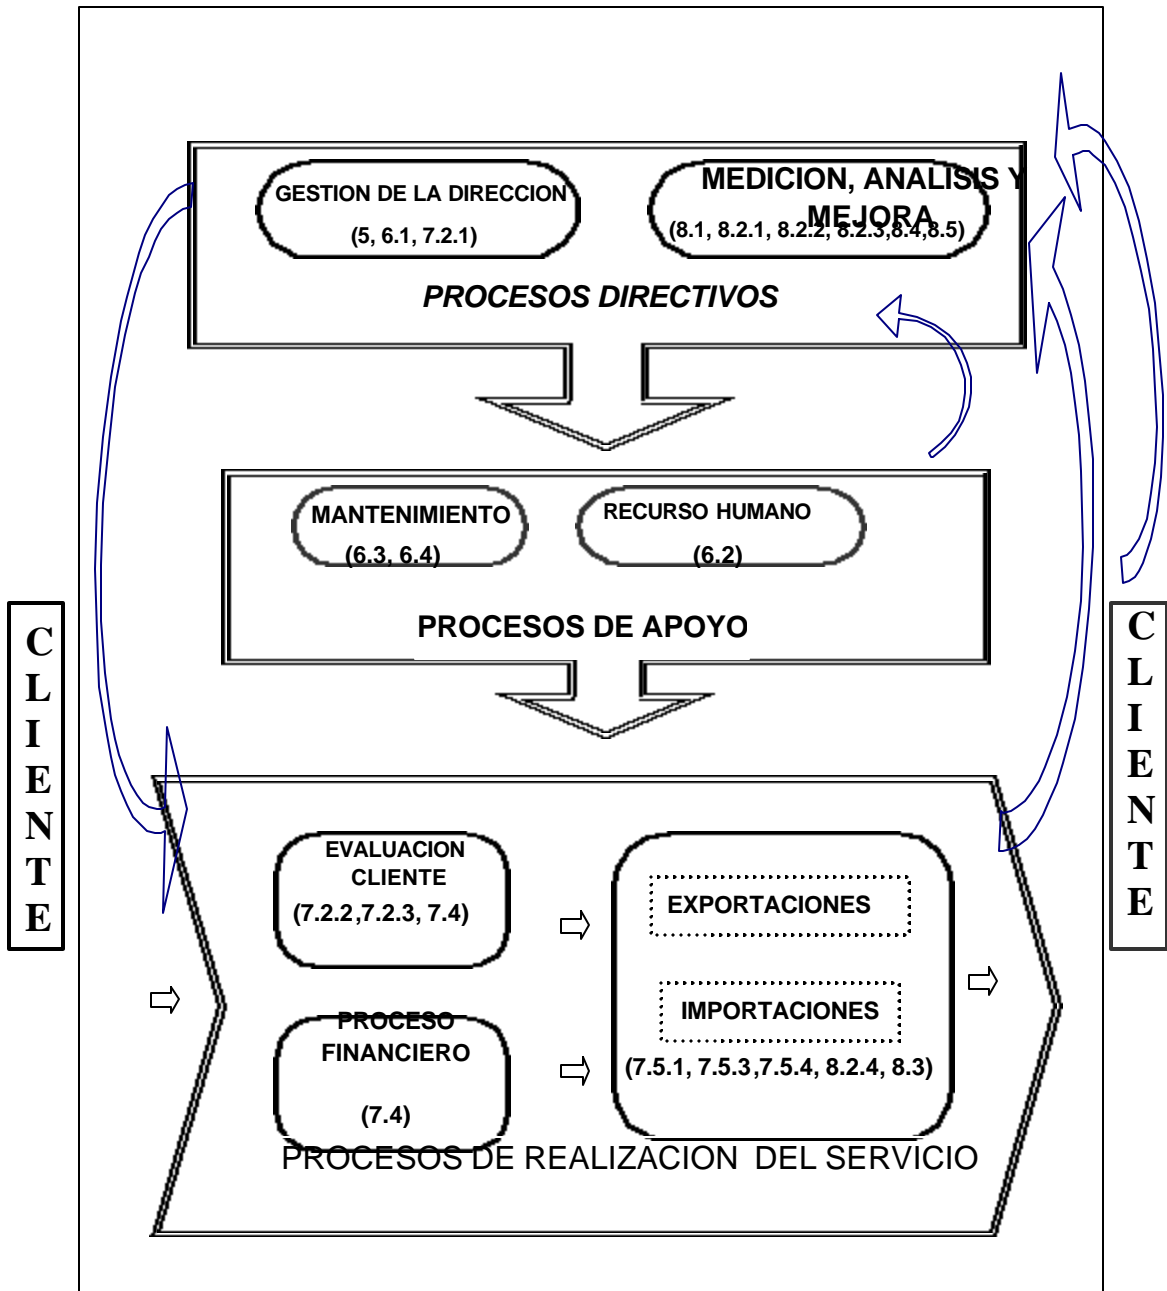 GESTION DE LA DIRECCION
(5, 6.1, 7.2.1)
MEDICION, ANALISIS Y
MEJORA
(8.1, 8.2.1, 8.2.2, 8.2.3,8.4,8.5)
PROCESOS DIRECTIVOS
MANTENIMIENTO
(6.3, 6.4)
RECURSO HUMANO
(6.2)
PROCESOS DE APOYO
CLIENTE
CLIENTE
EVALUACION
CLIENTE
(7.2.2,7.2.3, 7.4)
EXPORTACIONES
IMPORTACIONES
(7.5.1, 7.5.3,7.5.4, 8.2.4, 8.3)
PROCESO
FINANCIERO
(7.4)
PROCESOS DE REALIZACION DEL SERVICIO